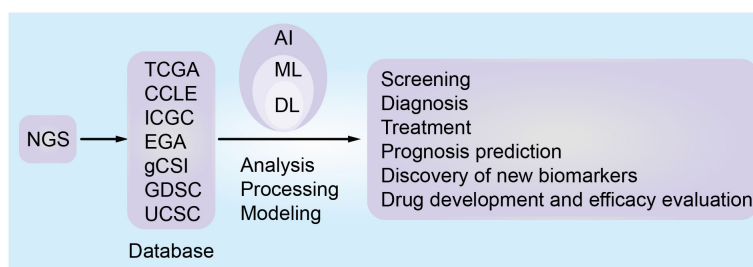 NGS
TCGA
CCLE
ICGC
EGA
gCSI
GDSC
UCSC
Database
AI
ML
DL
Analysis
Processing
Modeling
Screening
Diagnosis
Treatment
Prognosis prediction
Discovery of new biomarkers
Drug development and efficacy evaluation